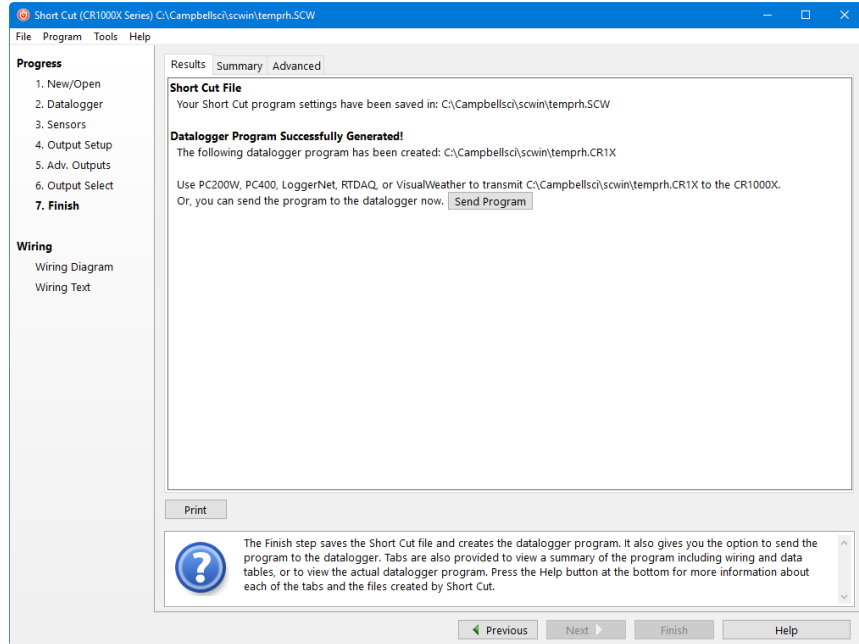 Short Cut (CR1000X Series) C:\Campbellsci\scwin\temprh.SCW
File Program Tools Help
Progress
1. New/Open
2. Datalogger
3. Sensors
4. Output Setup
5. Adv. Outputs
6. Output Select
7. Finish
Wiring
Wiring Diagram
Wiring Text
Results Summary Advanced
Short Cut File
Your Short Cut program settings have been saved in: C:\Campbellsci\scwin\temprh.SCW
Datalogger Program Successfully Generated!
The following datalogger program has been created: C:\Campbellsci\scwin\temprh.CR1X
Use PC200W, PC400, LoggerNet, RTDAQ, or VisualWeather to transmit C:\Campbellsci\scwin\temprh.CR1X to the CR1000X.
Or, you can send the program to the datalogger now. Send Program
Print
The Finish step saves the Short Cut file and creates the datalogger program. It also gives you the option to send the
program to the datalogger. Tabs are also provided to view a summary of the program including wiring and data
tables, or to view the actual datalogger program. Press the Help button at the bottom for more information about
each of the tabs and the files created by Short Cut.
Previous Next Finish Help